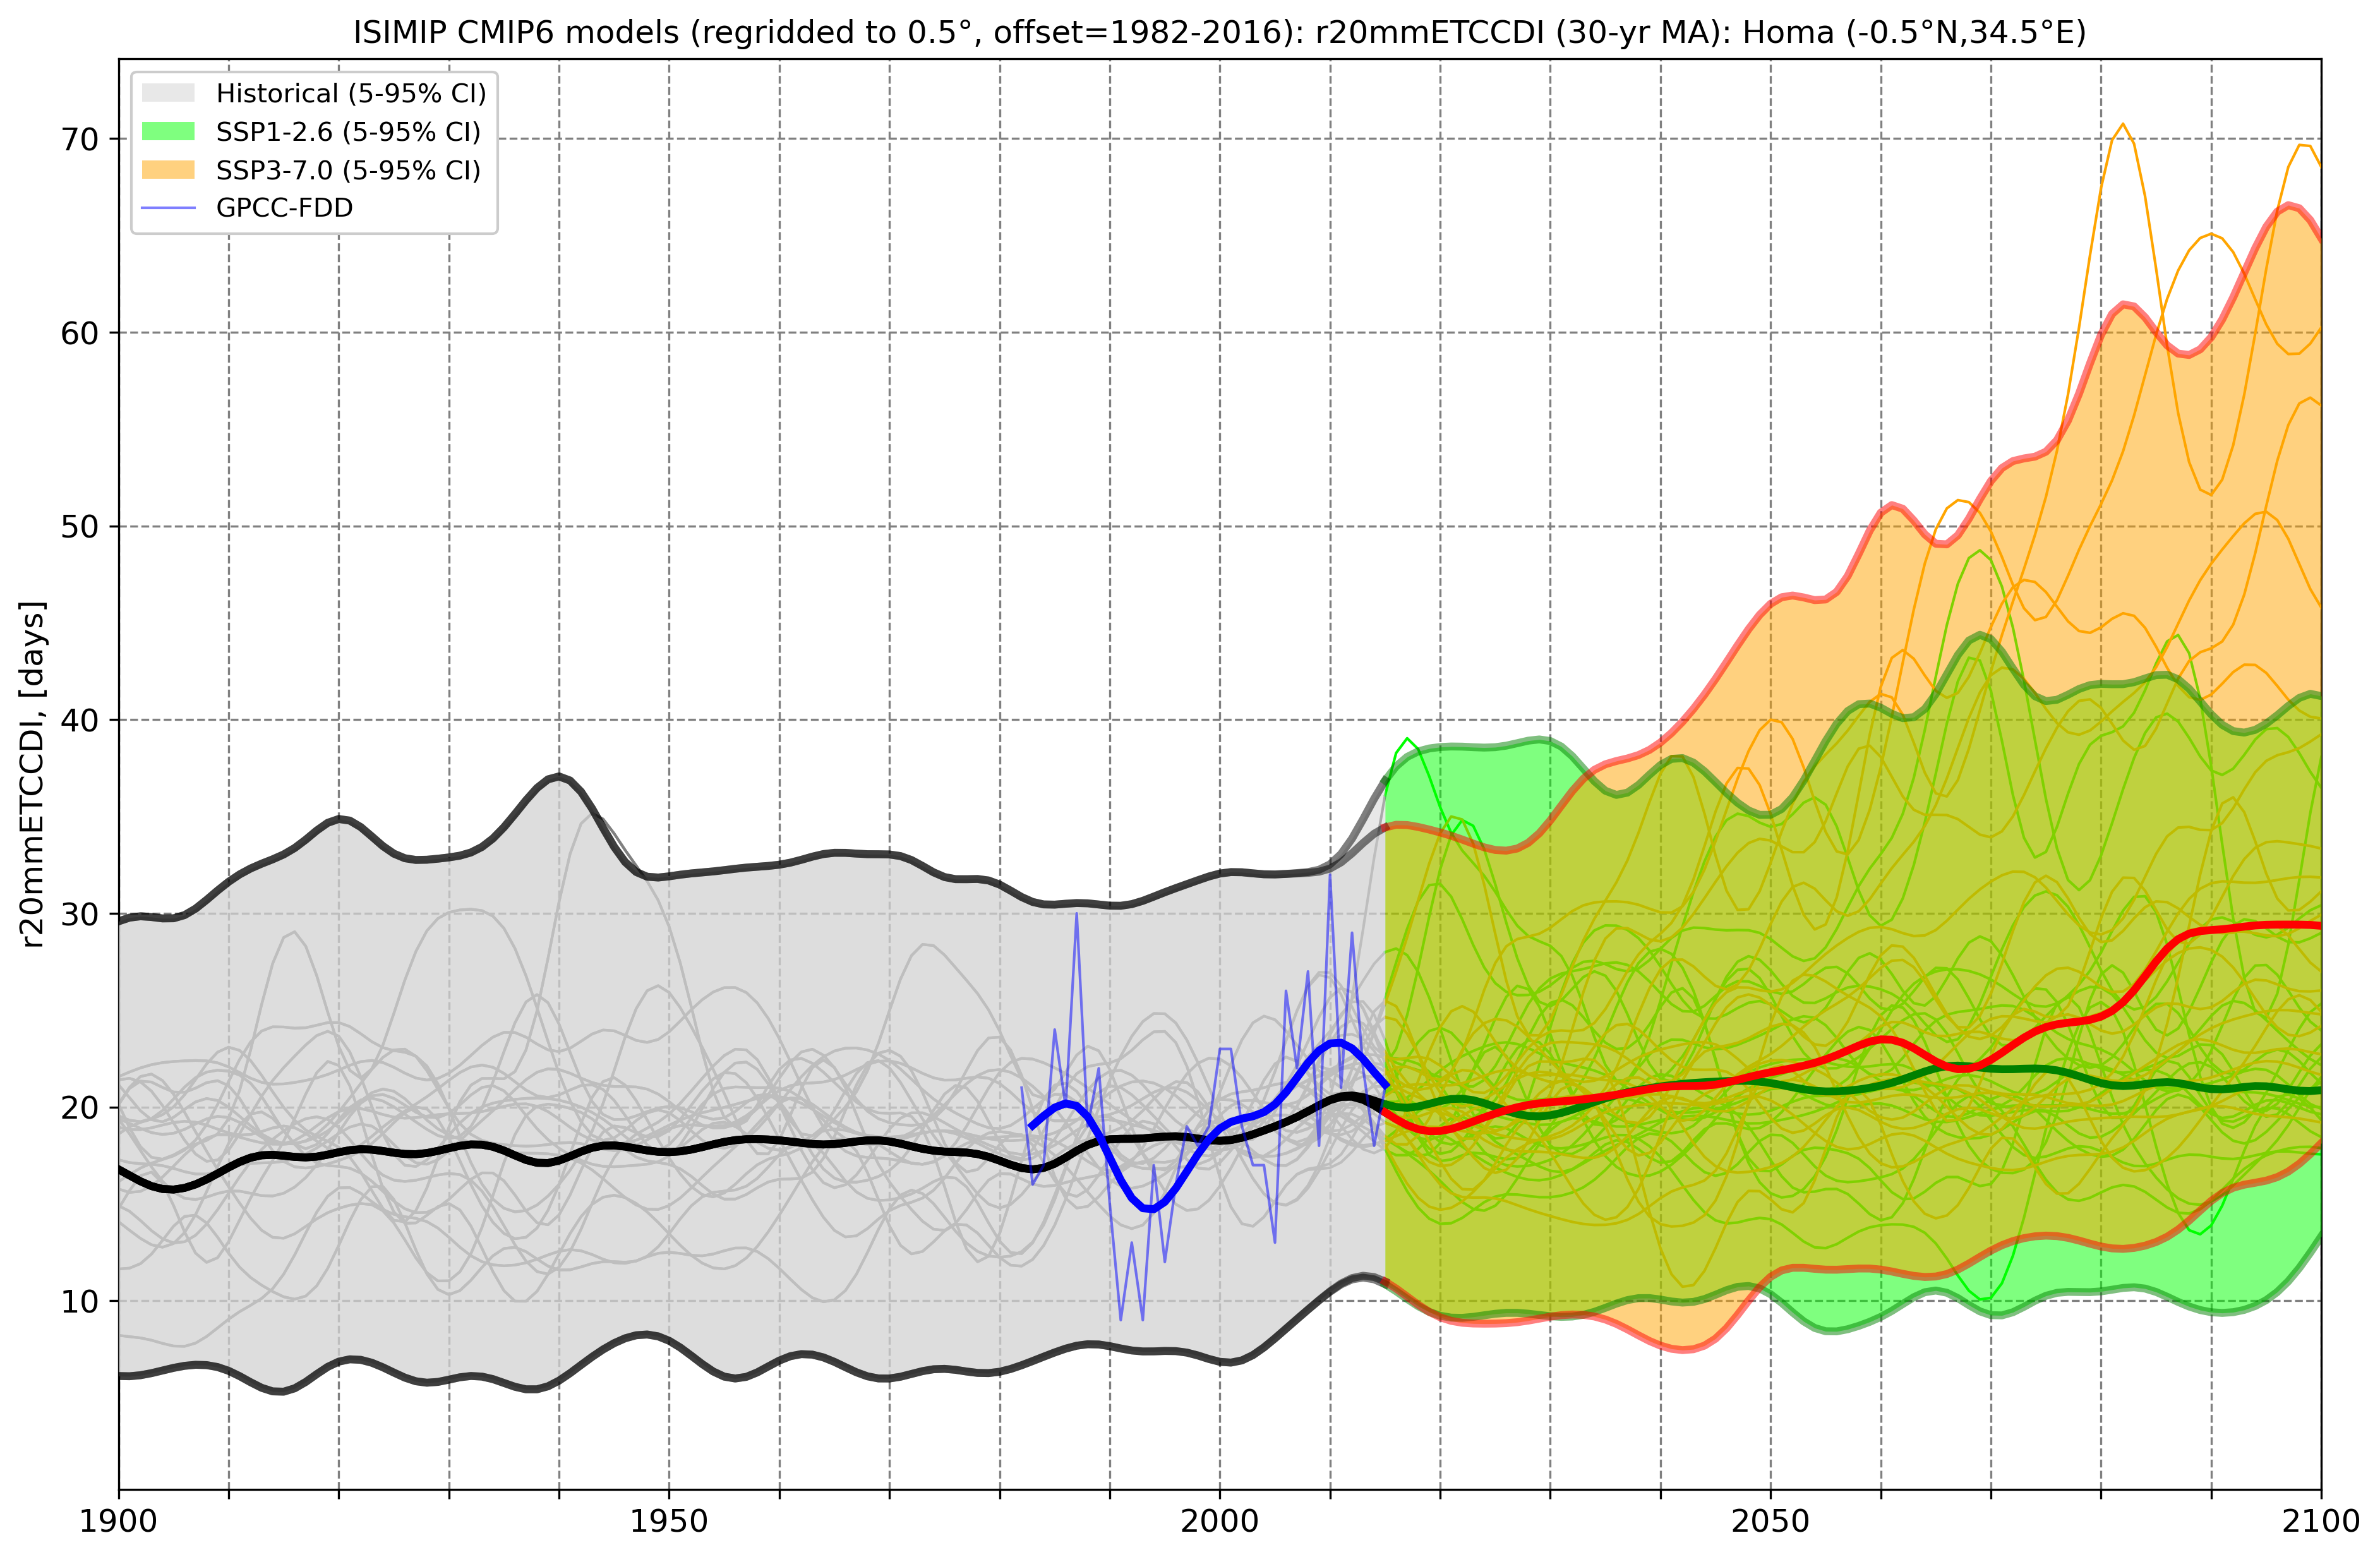 ISIMIP CMIP6 models (regridded to 0.5°, offset=1982-2016): r20mmETCCDI (30-yr MA): Homa (-0.5°N,34.5°E)
Historical (5-95% CI)
SSP1-2.6 (5-95% CI)
SSP3-7.0 (5-95% CI)
GPCC-FDD
r20mmETCCDI, [days]
70
60
50
40
30
20
10
1900
1950
2000
2050
2100